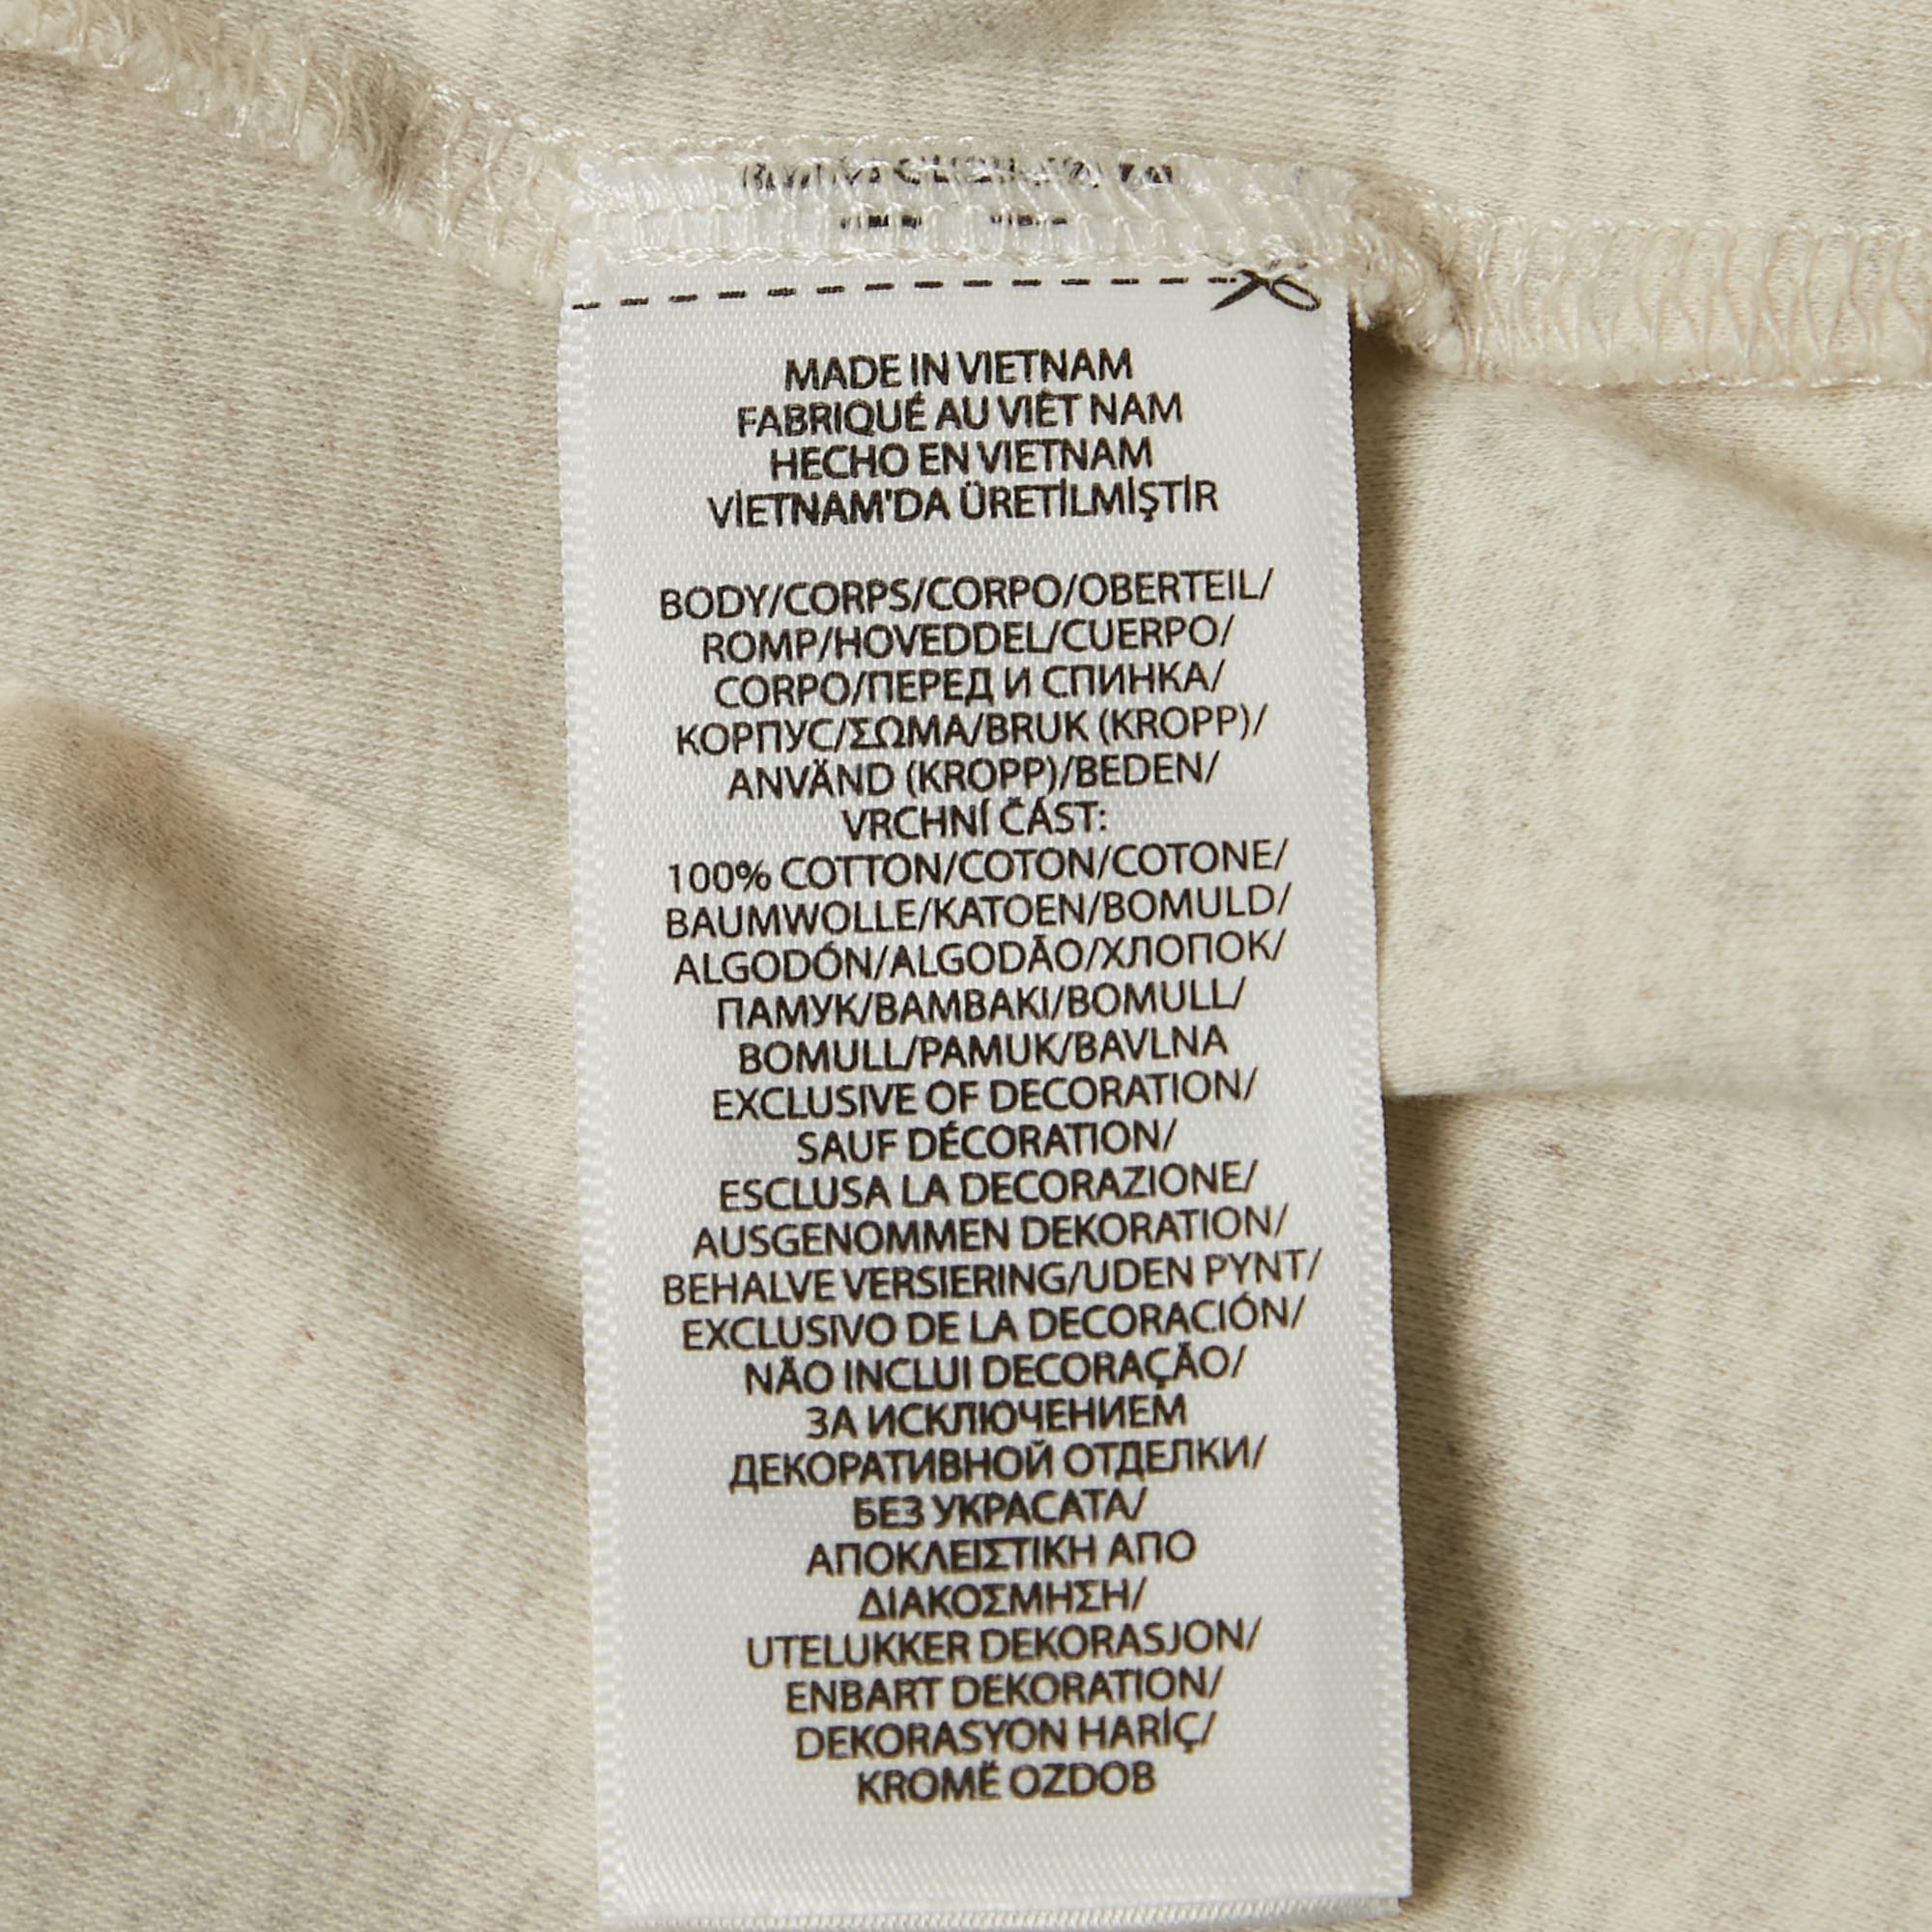 MADE IN VIETNAM
FABRIQUÉ AU VIÊT NAM
HECHO EN VIETNAM
VİETNAM'DA ÜRETİLMİŞTİR
BODY/CORPS/CORPO/OBERTEIL/
ROMP/HOVEDDEL/CUERPO/
CORPO/ПЕРЕД И СПИНКА/
КОРПУС/ΣΩΜΑ/BRUK (KROPP)/
ANVÄND (KROPP)/BEDEN/
VRCHNÍ ČÁST:
100% COTTON/COTON/COTONE/
BAUMWOLLE/KATOEN/BOMULD/
ALGODÓN/ALGODÃO/ХЛОПОК/
ПАМУК/ΒΑΜΒΑΚΙ/BOMULL/
BOMULL/PAMUK/BAVLNA
EXCLUSIVE OF DECORATION/
SAUF DÉCORATION/
ESCLUSA LA DECORAZIONE/
AUSGENOMMEN DEKORATION/
BEHALVE VERSIERING/UDEN PYNT/
EXCLUSIVO DE LA DECORACIÓN/
NÃO INCLUI DECORAÇÃO/
ЗА ИСКЛЮЧЕНИЕМ
ДЕКОРАТИВНОЙ ОТДЕЛКИ/
БЕЗ УКРАСАТА/
ΑΠΟΚΛΕΙΣΤΙΚΗ ΑΠΟ
ΔΙΑΚΟΣΜΗΣΗ/
UTELUKKER DEKORASJON/
ENBART DEKORATION/
DEKORASYON HARİÇ/
KROMĚ OZDOB